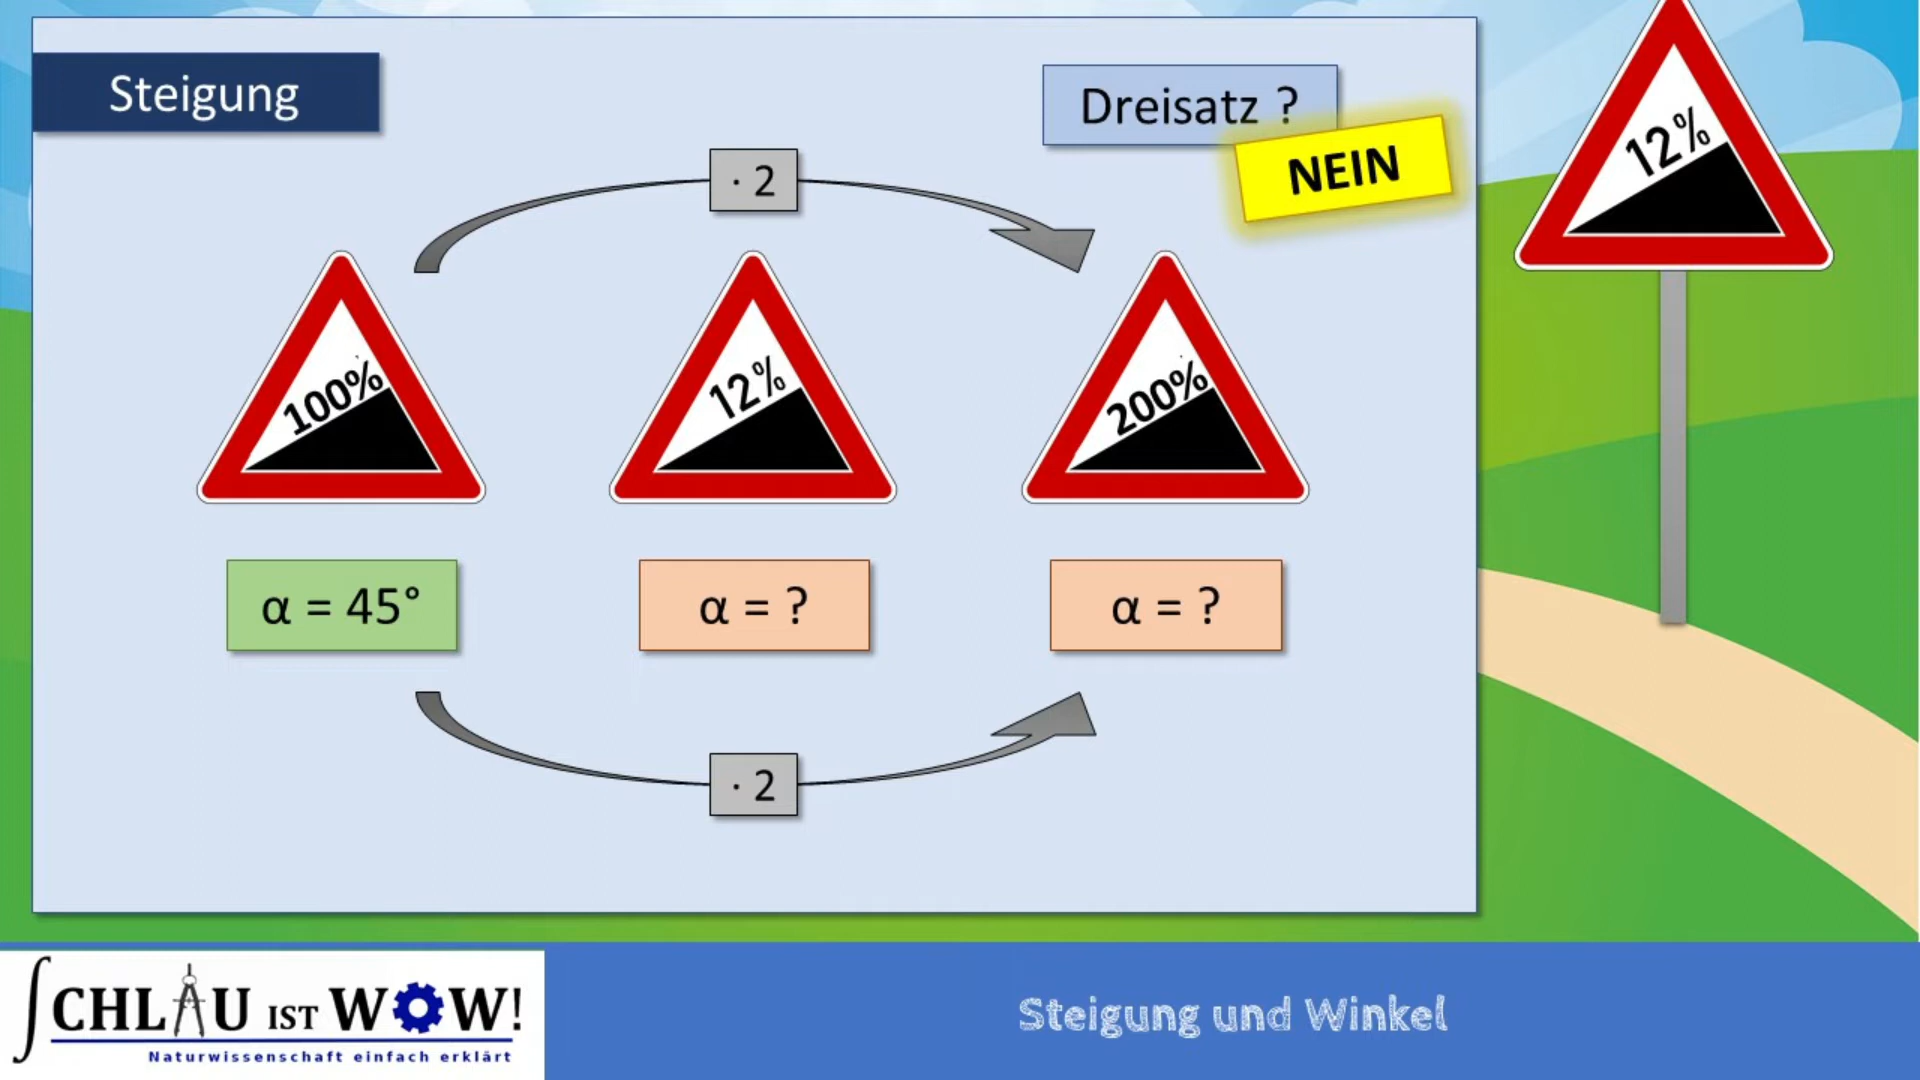 Steigung
Dreisatz ?
NEIN
12%
· 2
100%
12%
200%
α = 45°
α = ?
α = ?
· 2
SCHLAU IST WOW!
Naturwissenschaft einfach erklärt
Steigung und Winkel